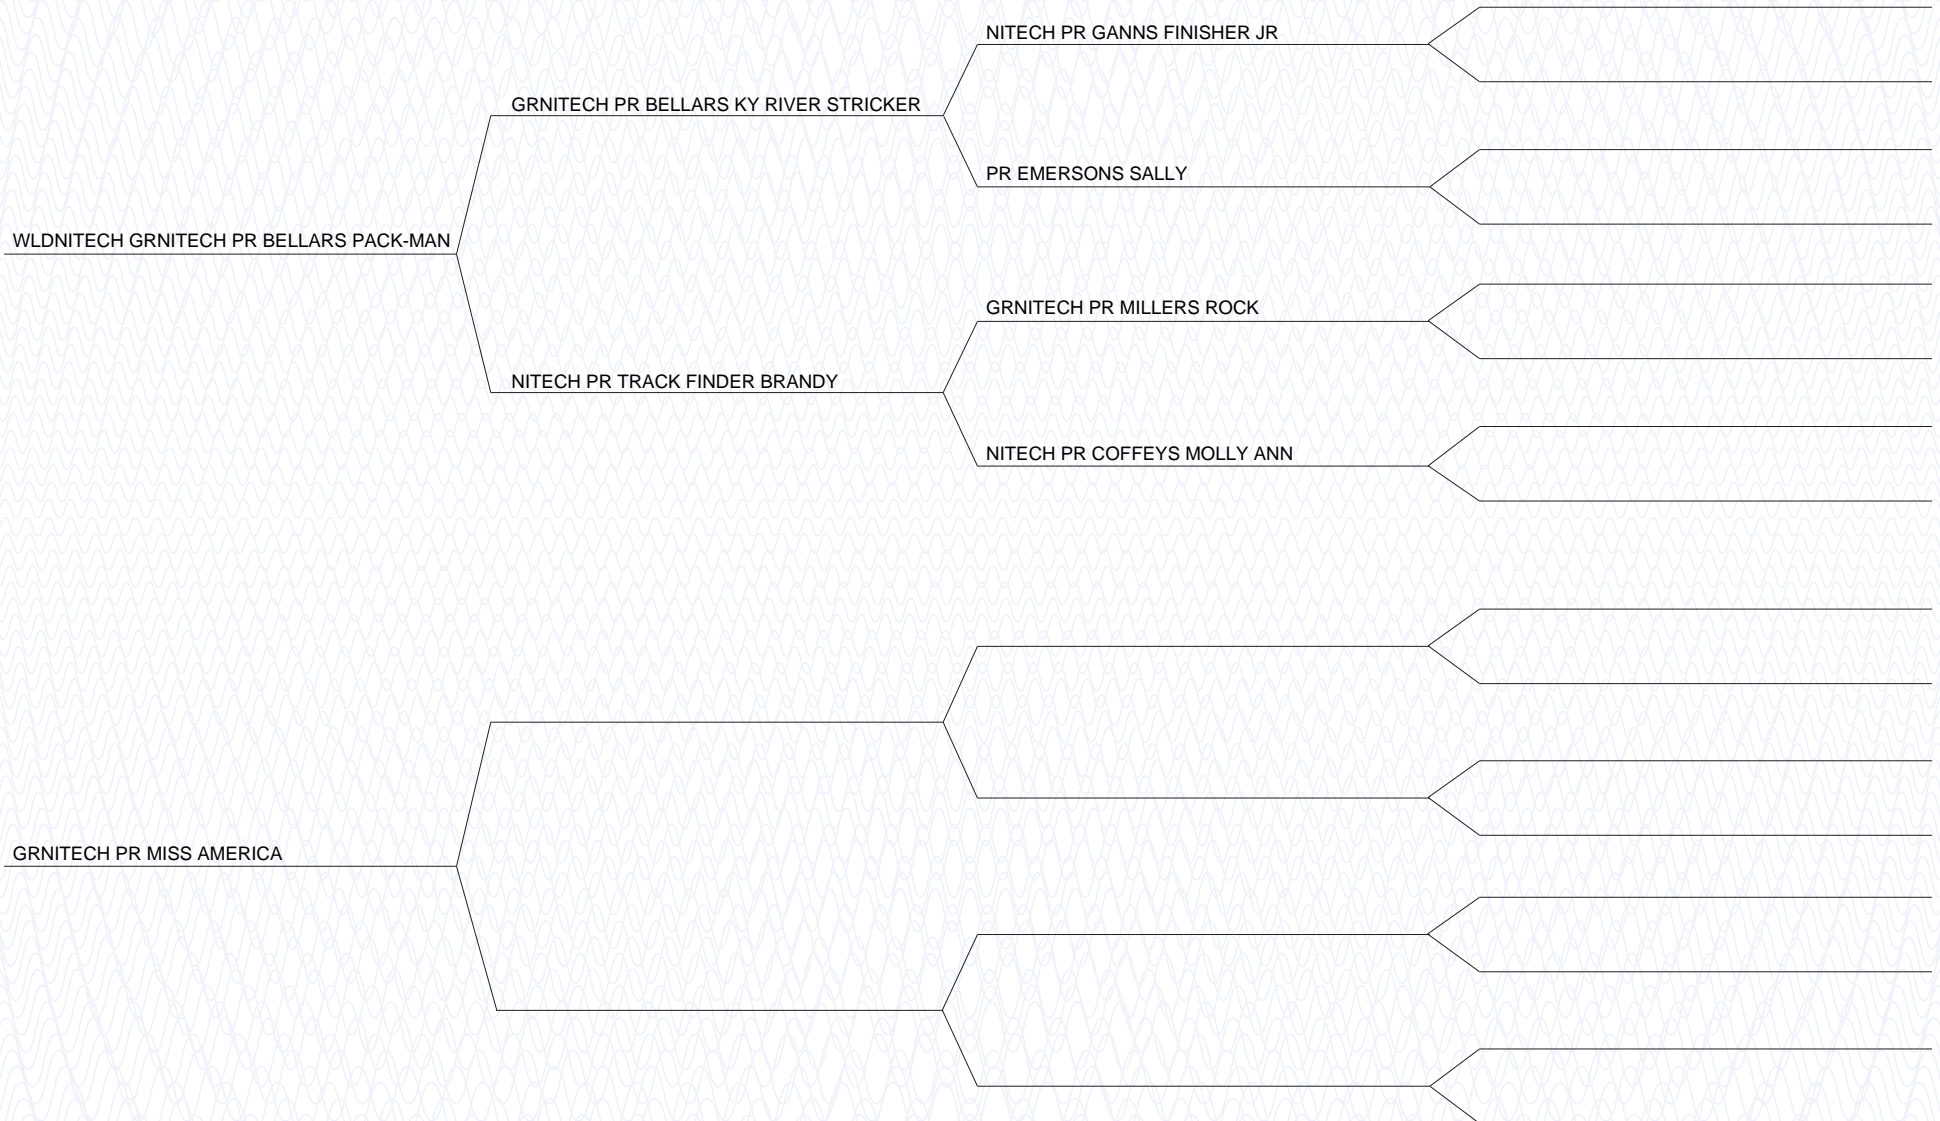 NITECH PR GANNS FINISHER JR
GRNITECH PR BELLARS KY RIVER STRICKER
PR EMERSONS SALLY
WLDNITECH GRNITECH PR BELLARS PACK-MAN
GRNITECH PR MILLERS ROCK
NITECH PR TRACK FINDER BRANDY
NITECH PR COFFEYS MOLLY ANN
GRNITECH PR MISS AMERICA